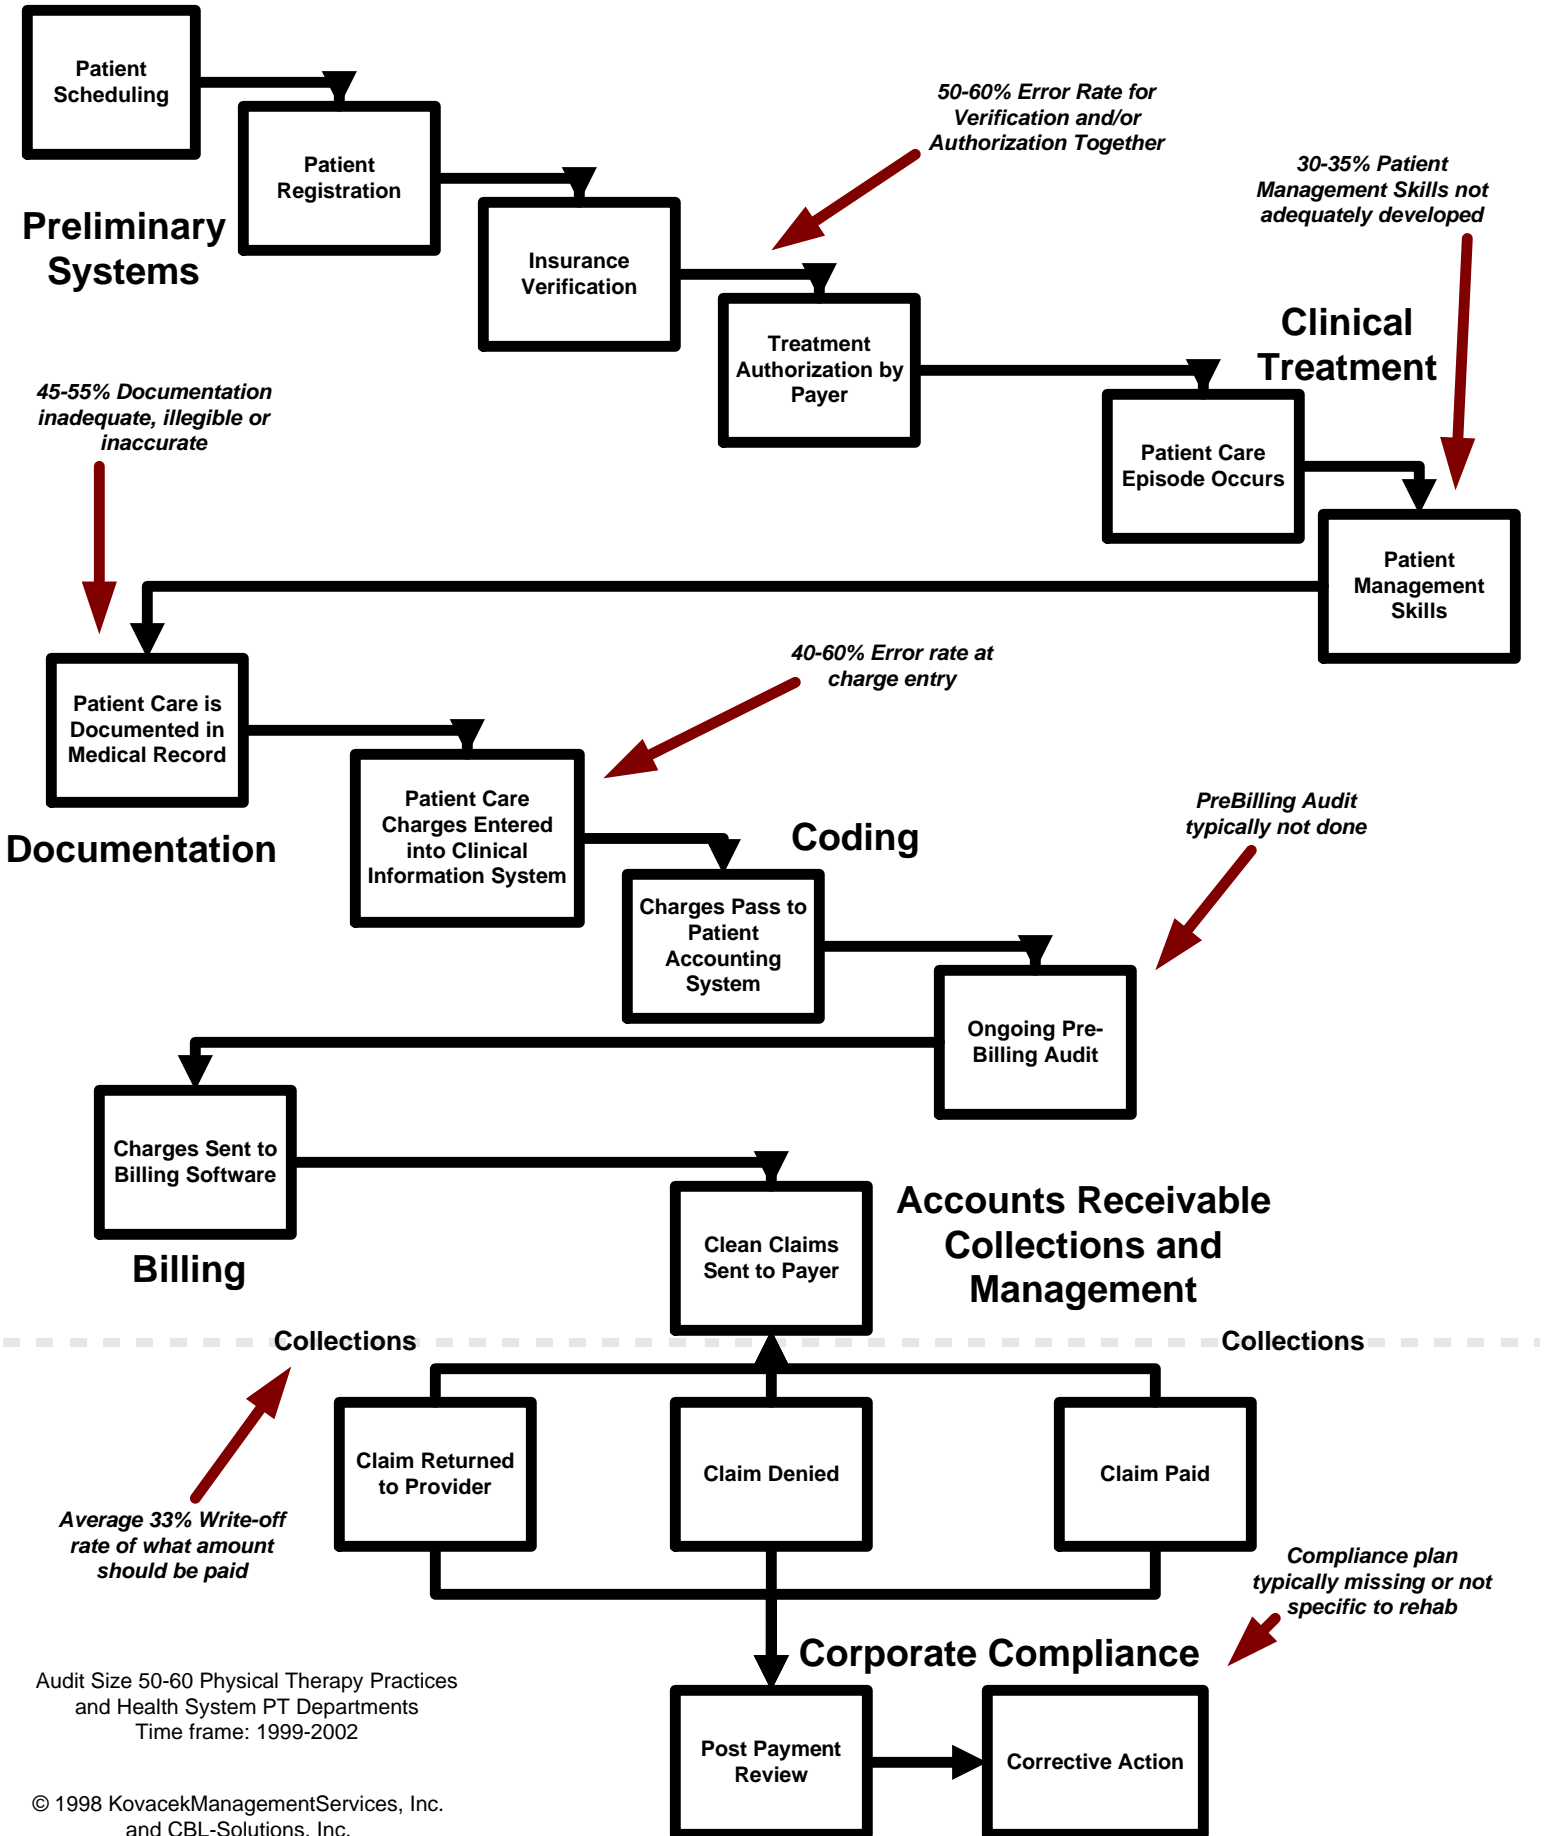 Patient
Scheduling
Patient
Registration
Preliminary
Systems
Insurance
Verification
50-60% Error Rate for
Verification and/or
Authorization Together
Treatment
Authorization by
Payer
30-35% Patient
Management Skills not
adequately developed
Clinical
Treatment
Patient Care
Episode Occurs
Patient
Management
Skills
45-55% Documentation
inadequate, illegible or
inaccurate
Patient Care is
Documented in
Medical Record
Documentation
40-60% Error rate at
charge entry
Patient Care
Charges Entered
into Clinical
Information System
Coding
Charges Pass to
Patient
Accounting
System
PreBilling Audit
typically not done
Ongoing Pre-
Billing Audit
Charges Sent to
Billing Software
Billing
Clean Claims
Sent to Payer
Accounts Receivable
Collections and
Management
Collections
Collections
Claim Returned
to Provider
Claim Denied
Claim Paid
Average 33% Write-off
rate of what amount
should be paid
Compliance plan
typically missing or not
specific to rehab
Corporate Compliance
Post Payment
Review
Corrective Action
Audit Size 50-60 Physical Therapy Practices
and Health System PT Departments
Time frame: 1999-2002
© 1998 KovacekManagementServices, Inc.
and CBL-Solutions, Inc.